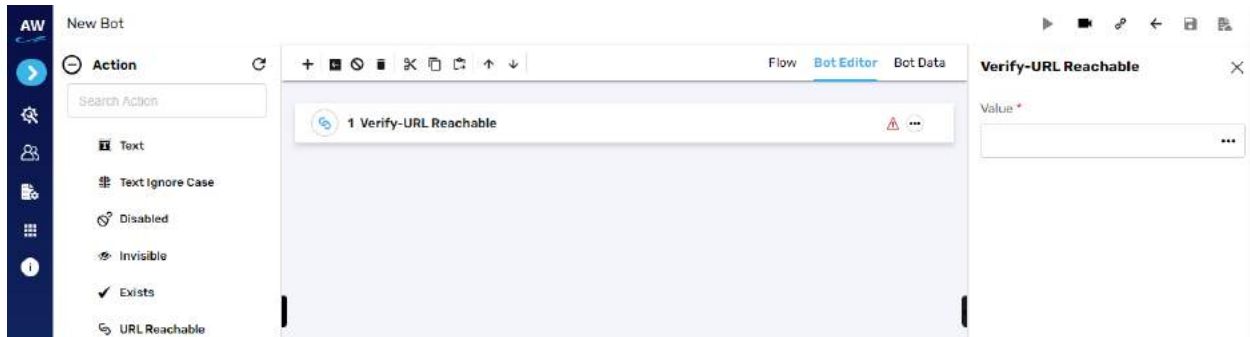 AW
New Bot
Action
Search Action
Text
Text Ignore Case
Disabled
Invisible
Exists
URL Reachable
Flow Bot Editor Bot Data
1 Verify-URL Reachable
Verify-URL Reachable
Value *